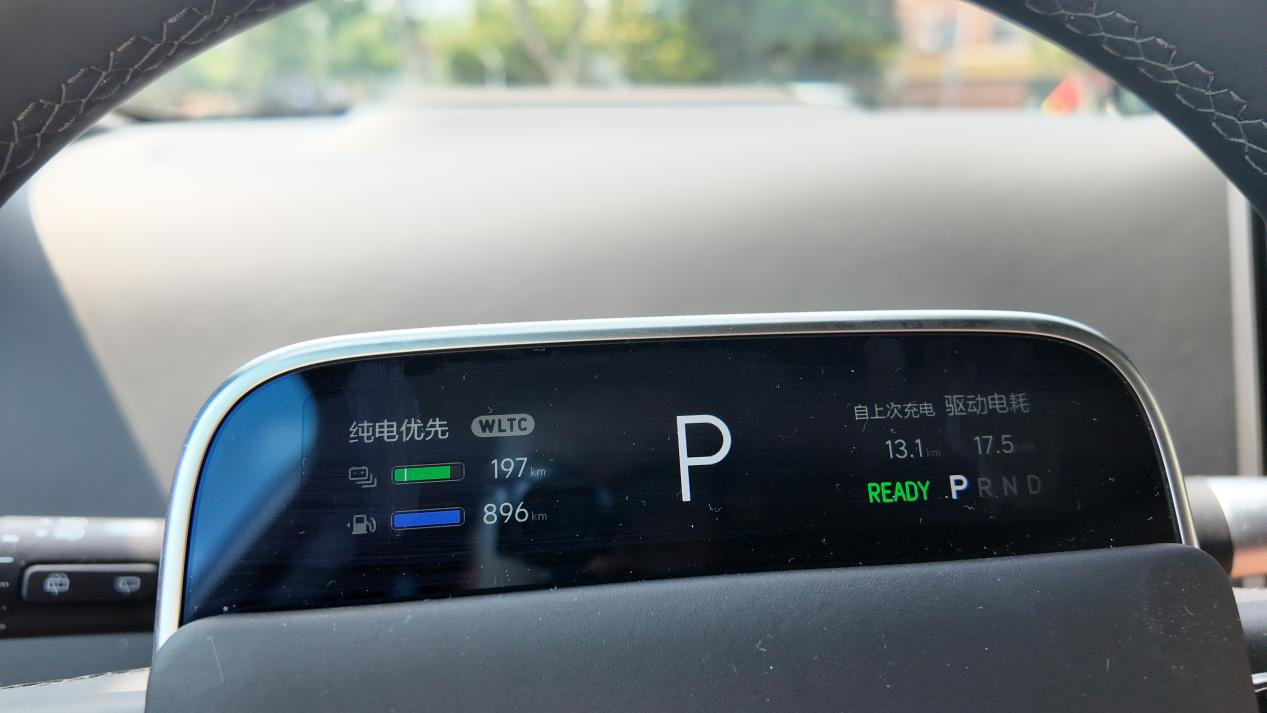 纯电优先 WLTC
197 km
896 km
P
自上次充电 驱动电耗
13.1 km 17.5
READY P R N D